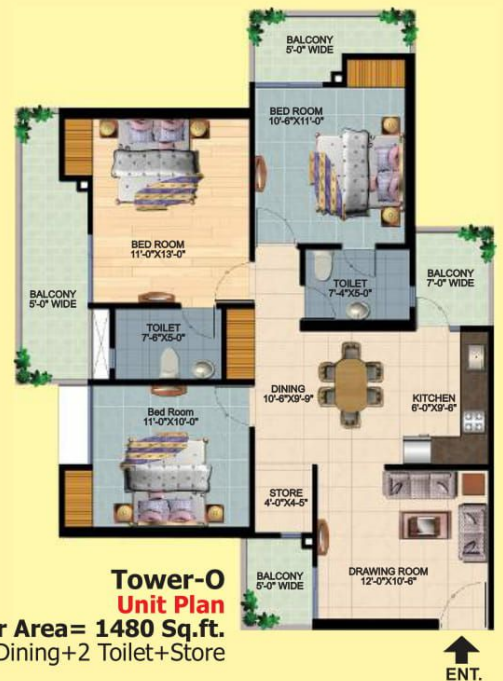 BALCONY
5'-0" WIDE
BED ROOM
10'-6"X11'-0"
BED ROOM
11'-0"X13'-0"
BALCONY
5'-0" WIDE
TOILET
7'-4"X5-0"
BALCONY
7'-0" WIDE
TOILET
7'-6"X5-0"
DINING
10'-6"X9'-9"
KITCHEN
6'-0"X9'-6"
Bed Room
11'-0"X10'-0"
STORE
4'-0"X4-5"
BALCONY
5'-0" WIDE
DRAWING ROOM
12'-0"X10'-6"
Tower-O
Unit Plan
r Area= 1480 Sq.ft.
Dining+2 Toilet+Store
ENT.